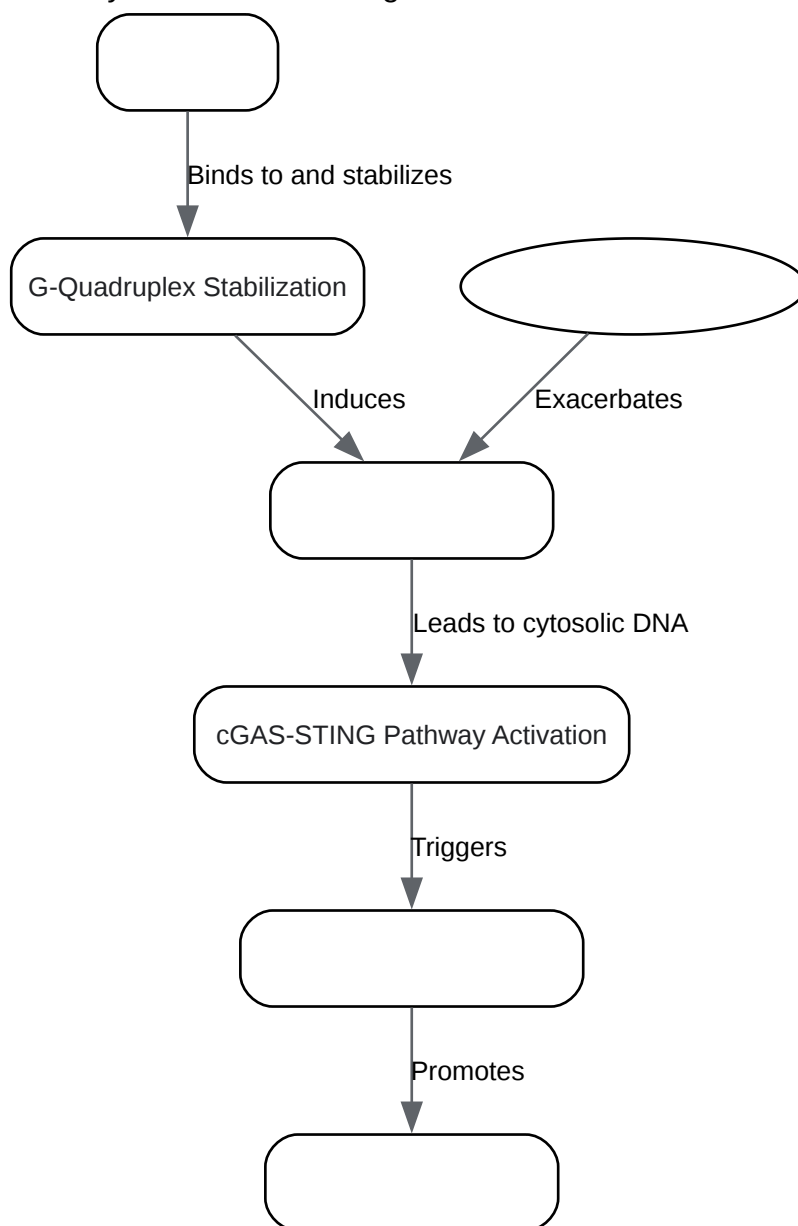 Binds to and stabilizes
G-Quadruplex Stabilization
Induces
Exacerbates
Leads to cytosolic DNA
cGAS-STING Pathway Activation
Triggers
Promotes